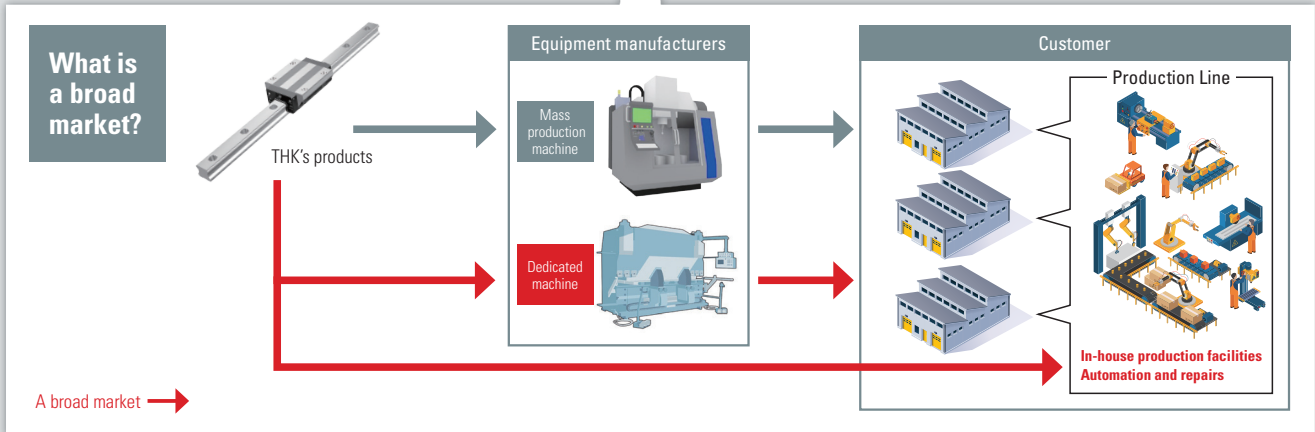 What is
a broad
market?
THK's products
Equipment manufacturers
Mass
production
machine
Dedicated
machine
Customer
Production Line
In-house production facilities
Automation and repairs
A broad market